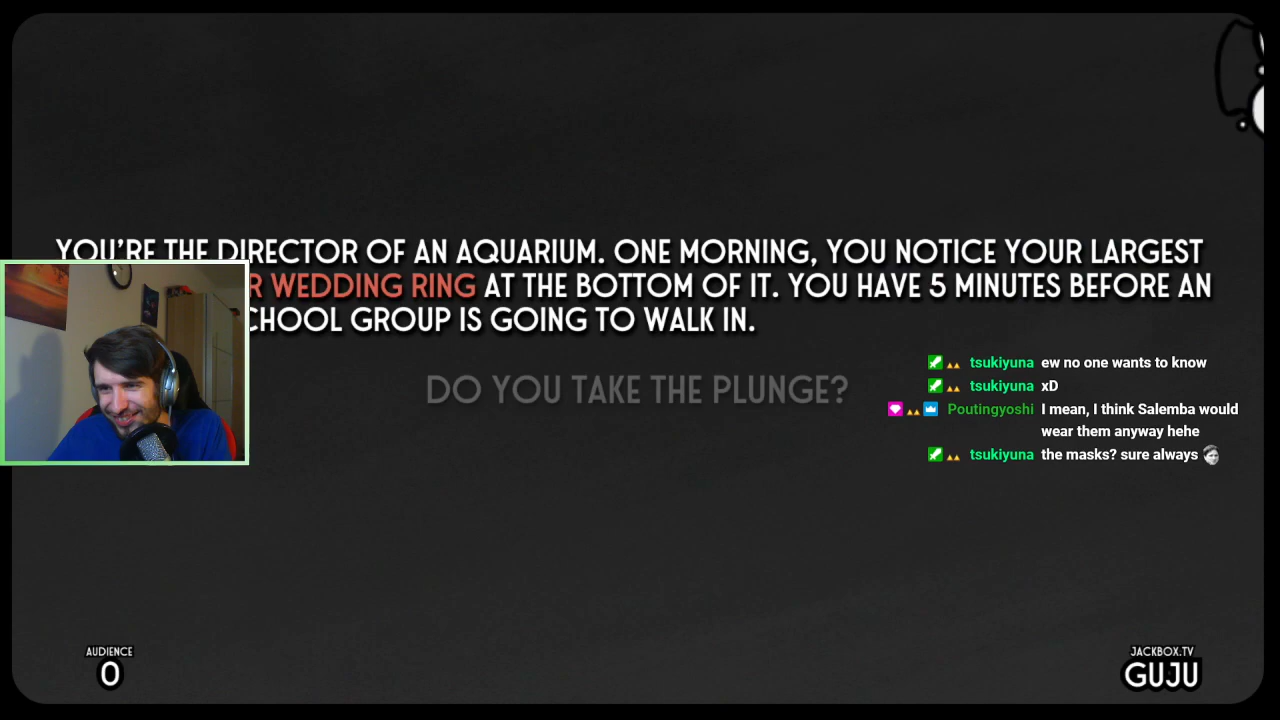 YOU'RE THE DIRECTOR OF AN AQUARIUM. ONE MORNING, YOU NOTICE YOUR LARGEST
R WEDDING RING AT THE BOTTOM OF IT. YOU HAVE 5 MINUTES BEFORE AN
CHOOL GROUP IS GOING TO WALK IN.
DO YOU TAKE THE PLUNGE?
tsukiyuna ew no one wants to know
tsukiyuna xD
Poutingyoshi I mean, I think Salemba would
wear them anyway hehe
tsukiyuna the masks? sure always
AUDIENCE
0
JACKBOX.TV
GUJU